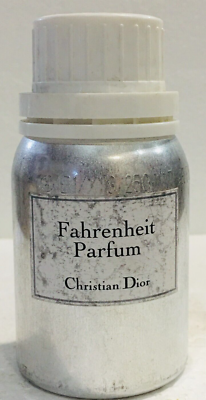 Fahrenheit
Parfum
Christian Dior